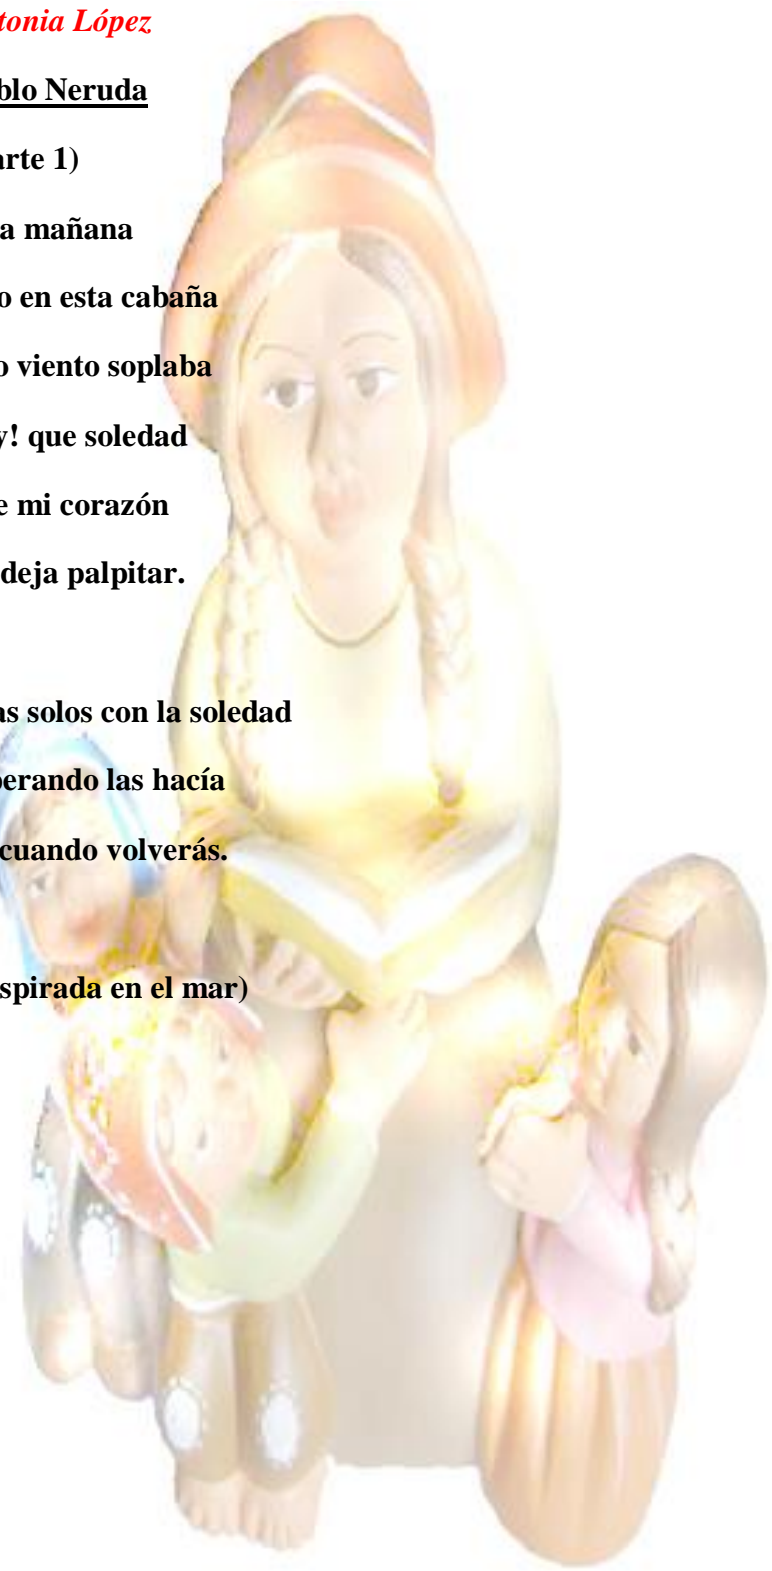 tonia López
blo Neruda
arte 1)
a mañana
o en esta cabaña
o viento soplaba
y! que soledad
e mi corazón
deja palpitar.
as solos con la soledad
perando las hacía
cuando volverás.
spirada en el mar)